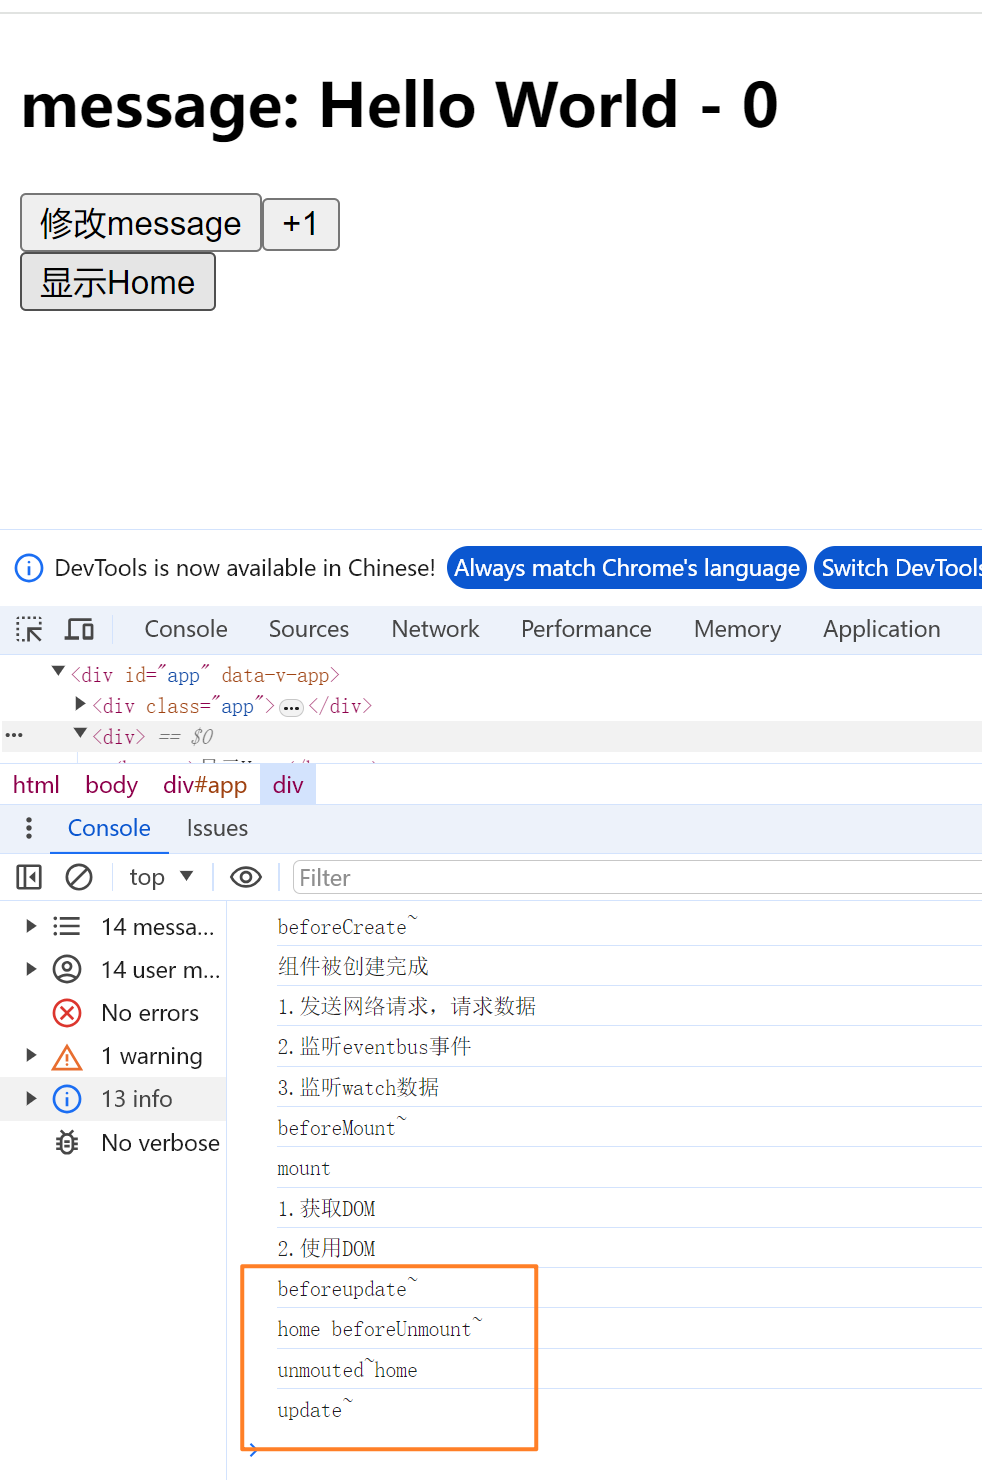 message: Hello World - 0
修改message +1
显示Home
DevTools is now available in Chinese! Always match Chrome's language Switch DevTools
Console Sources Network Performance Memory Application
<div id="app" data-v-app>
<div class="app"> ••• </div>
••• <div> == $0
html body div#app div
Console Issues
top Filter
14 messa...
14 user m...
No errors
1 warning
13 info
No verbose
beforeCreate~
组件被创建完成
1.发送网络请求，请求数据
2.监听eventbus事件
3.监听watch数据
beforeMount~
mount
1.获取DOM
2.使用DOM
beforeupdate~
home beforeUnmount~
unmouted~home
update~